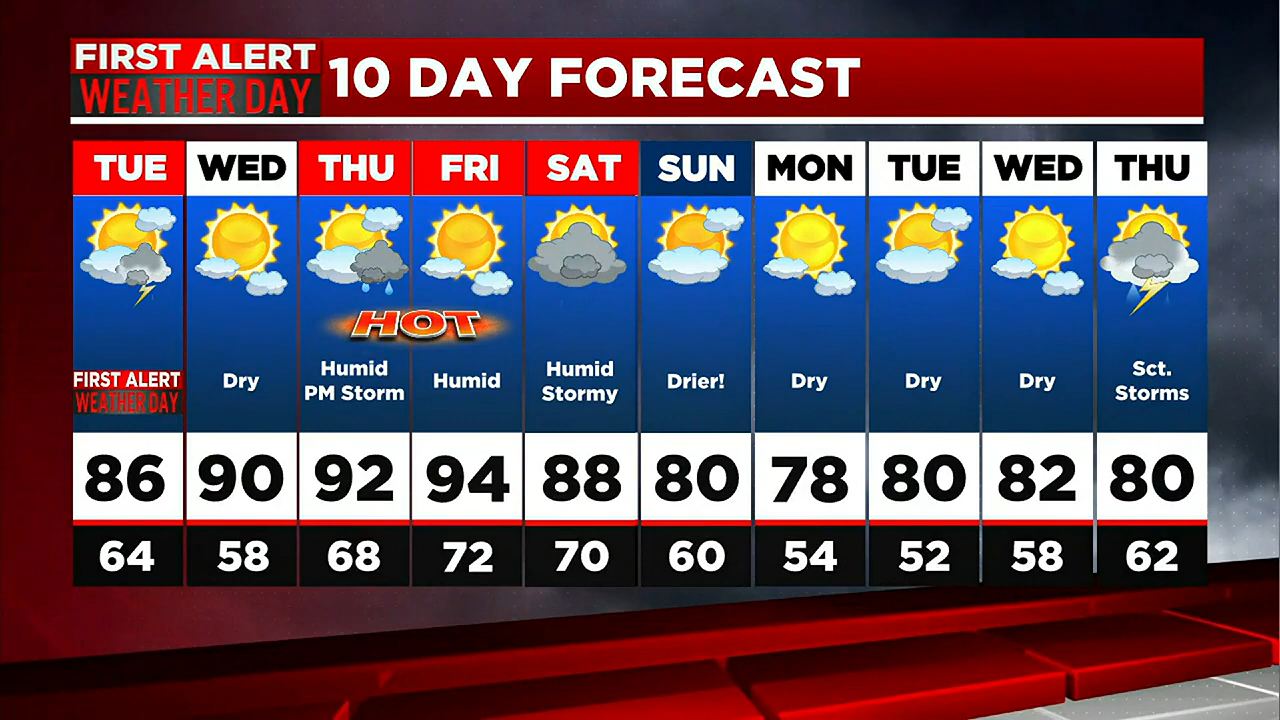 FIRST ALERT
WEATHER DAY
10 DAY FORECAST
TUE WED THU FRI SAT SUN MON TUE WED THU
HOT
FIRST ALERT
WEATHER DAY
Dry
Humid
PM Storm
Humid
Humid
Stormy
Drier!
Dry
Dry
Dry
Sct.
Storms
86 90 92 94 88 80 78 80 82 80
64 58 68 72 70 60 54 52 58 62